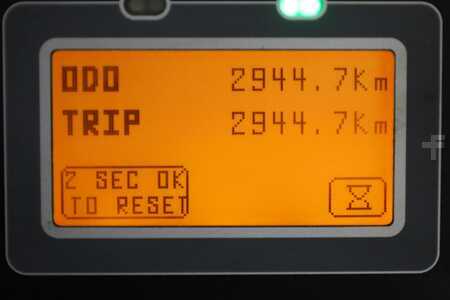 ODO 2944.7Km
TRIP 2944.7Km
2 SEC OK
TO RESET